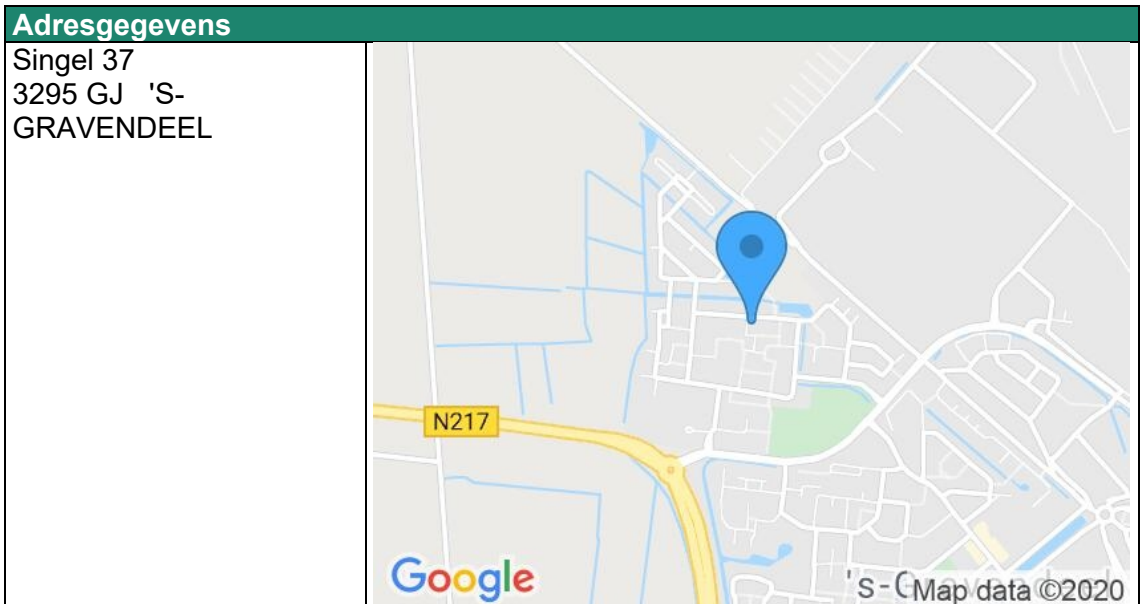 Adresgegevens
Singel 37
3295 GJ 'S-
GRAVENDEEL
N217
Google
Map data ©2020